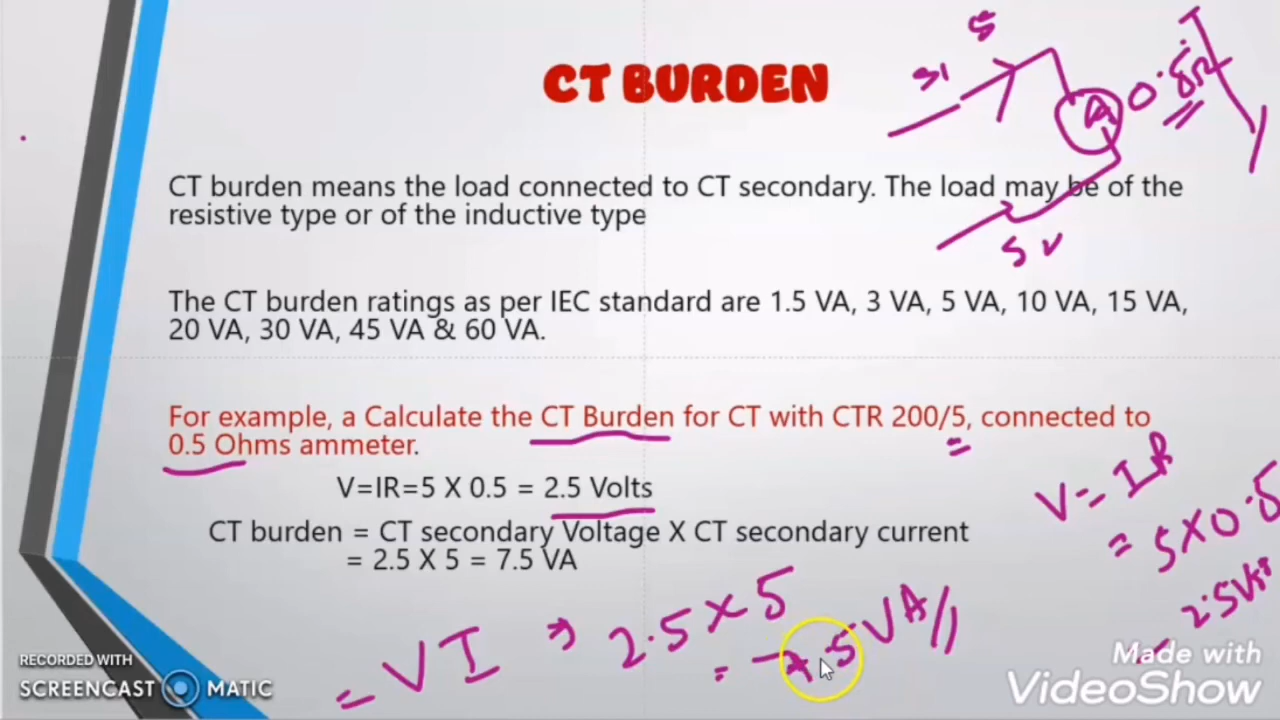 CT BURDEN
S1
5
A
0.5Ω
CT burden means the load connected to CT secondary. The load may be of the
resistive type or of the inductive type
5 V
The CT burden ratings as per IEC standard are 1.5 VA, 3 VA, 5 VA, 10 VA, 15 VA,
20 VA, 30 VA, 45 VA & 60 VA.
For example, a Calculate the CT Burden for CT with CTR 200/5, connected to
0.5 Ohms ammeter.
V=IR=5 X 0.5 = 2.5 Volts
V = IR
= 5X0.5
CT burden = CT secondary Voltage X CT secondary current
= 2.5 X 5 = 7.5 VA
= VI → 2.5 X 5
= 7.5 VA //
RECORDED WITH
SCREENCAST MATIC
Made with
VideoShow